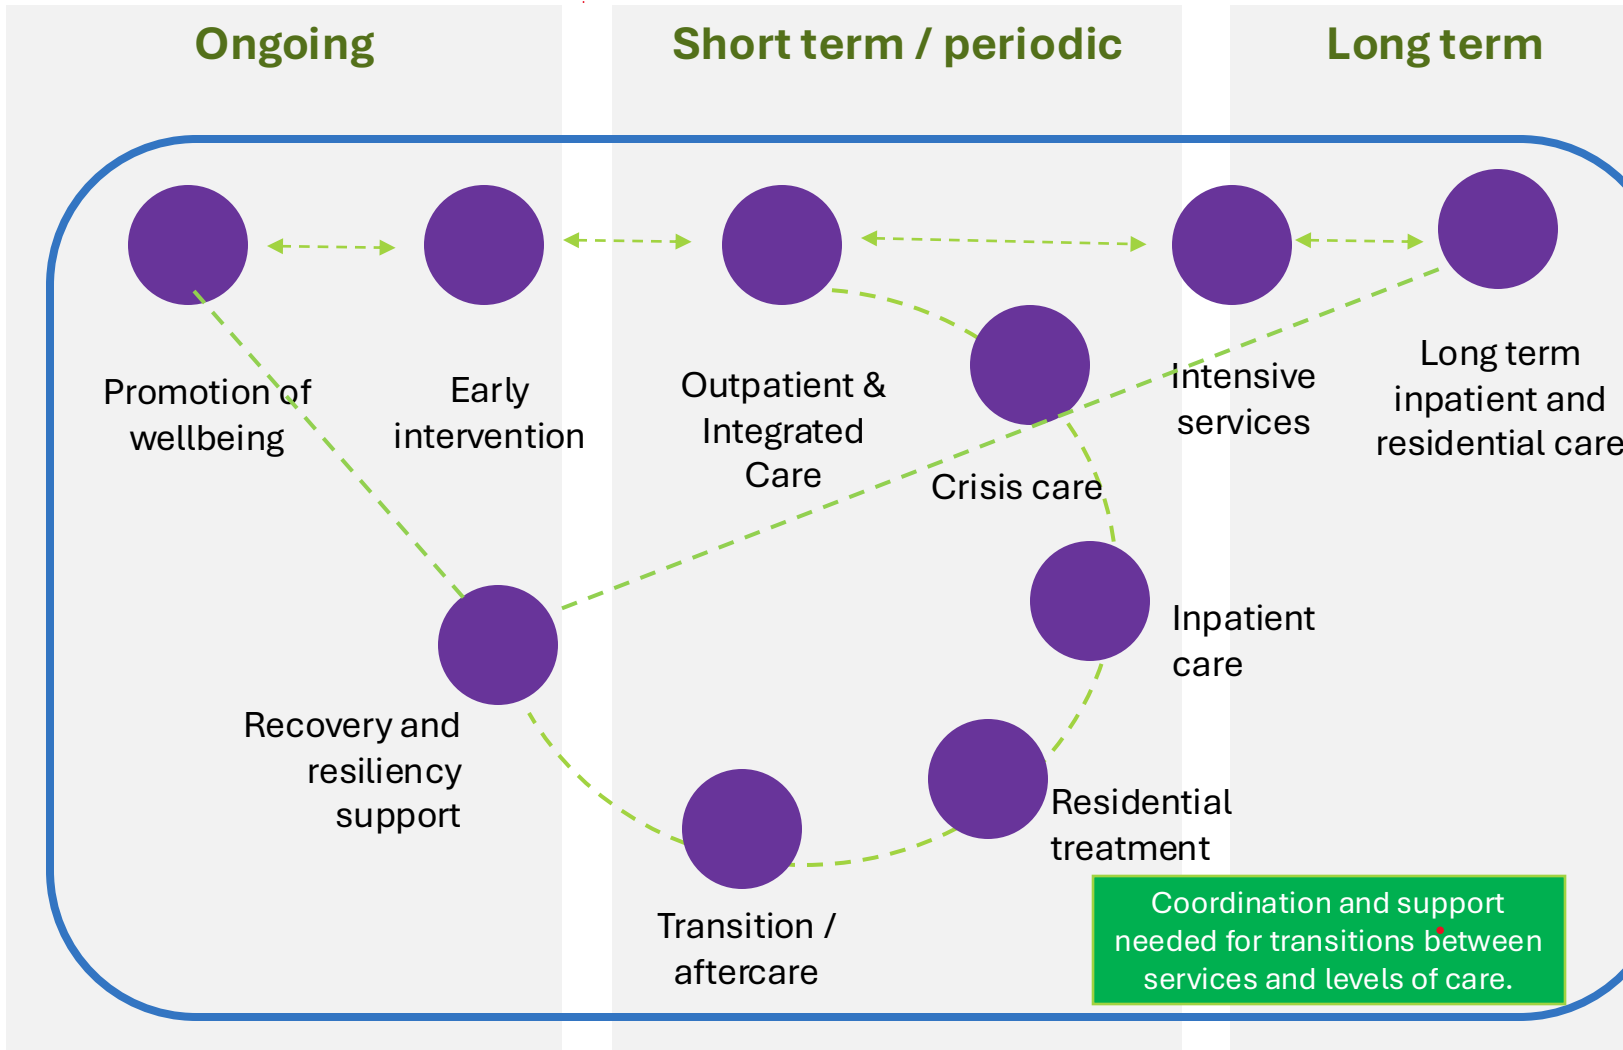 Ongoing
Short term / periodic
Long term
Promotion of
wellbeing
Early
intervention
Outpatient &
Integrated
Care
Crisis care
Intensive
services
Long term
inpatient and
residential care
Inpatient
care
Recovery and
resiliency
support
Residential
treatment
Transition /
aftercare
Coordination and support
needed for transitions between
services and levels of care.